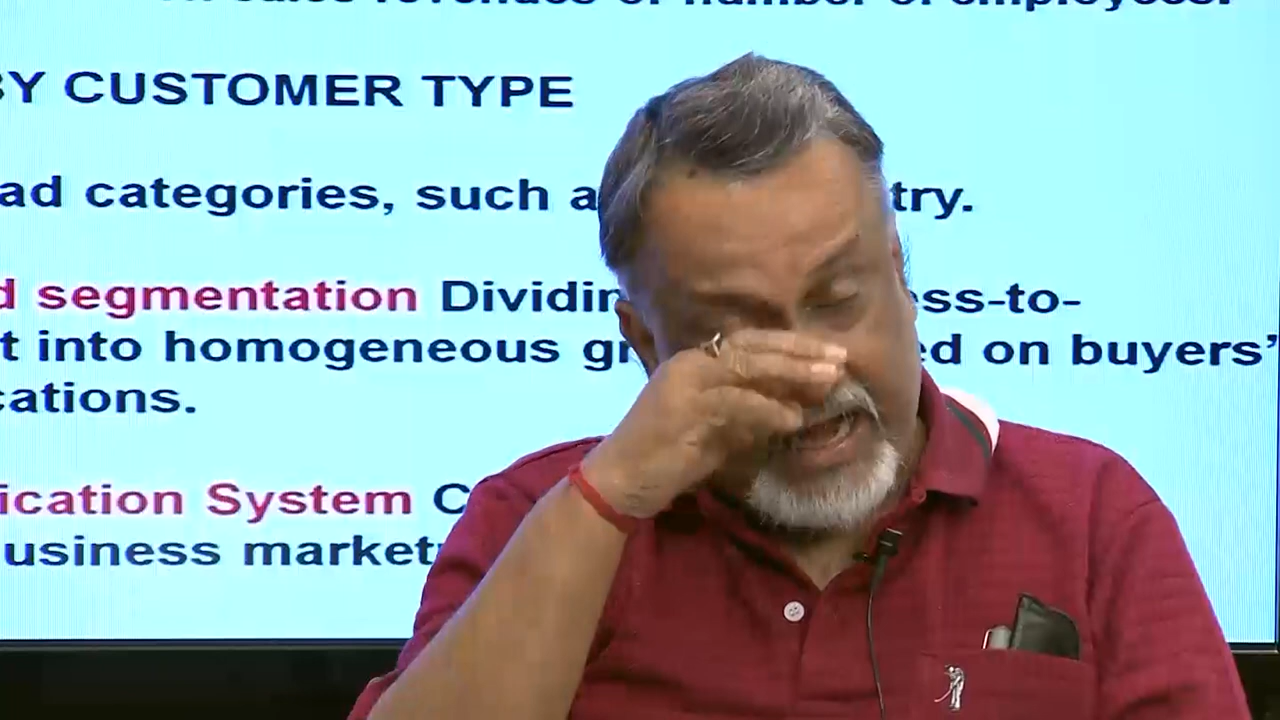 on sales revenues or number of employees.
BY CUSTOMER TYPE
ad categories, such a try.
d segmentation Dividin ess-to-
t into homogeneous gr ed on buyers’
cations.
ication System C
usiness market